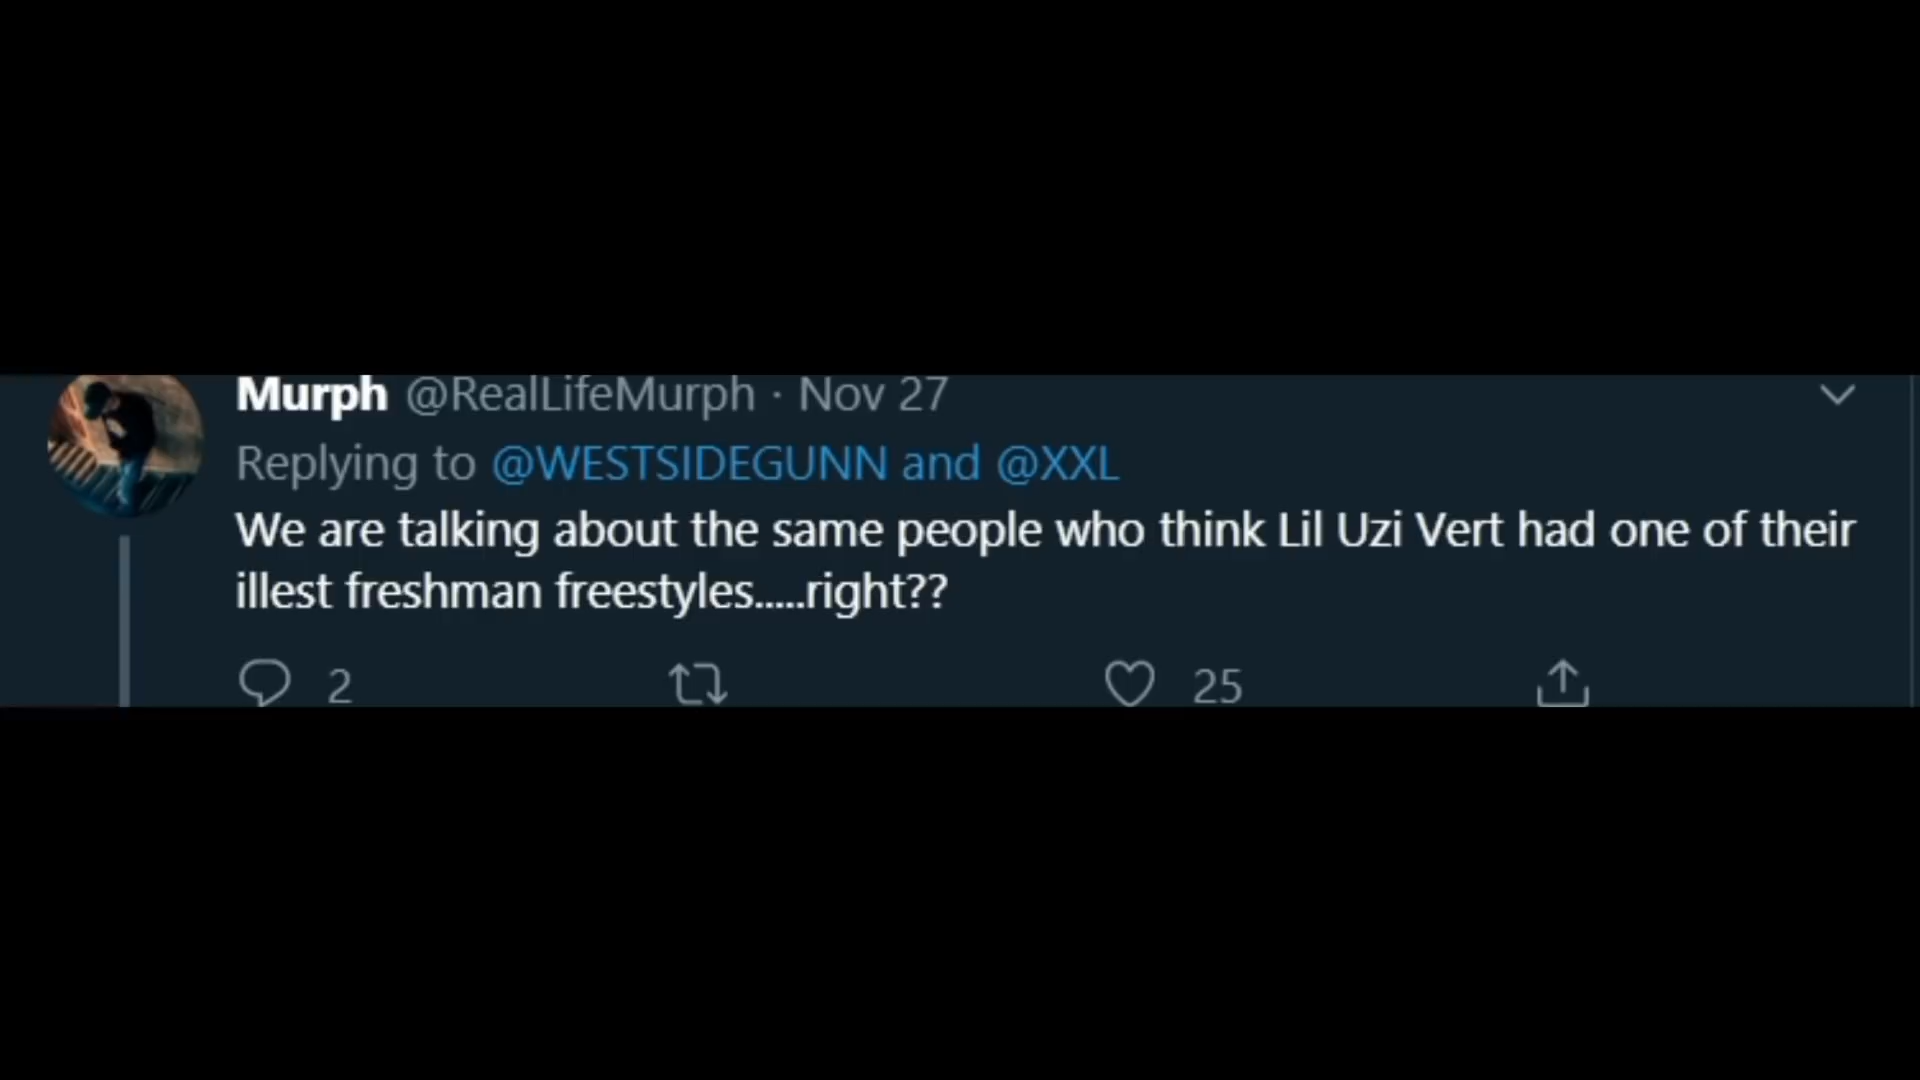 Murph @RealLifeMurph · Nov 27
Replying to @WESTSIDEGUNN and @XXL
We are talking about the same people who think Lil Uzi Vert had one of their
illest freshman freestyles.....right??
2 25